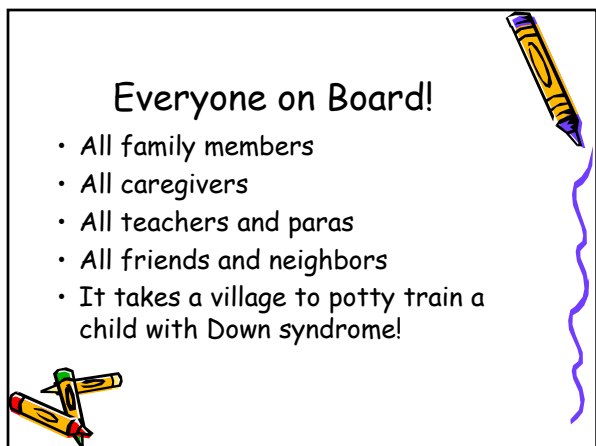 Everyone on Board!
• All family members
• All caregivers
• All teachers and paras
• All friends and neighbors
• It takes a village to potty train a
child with Down syndrome!